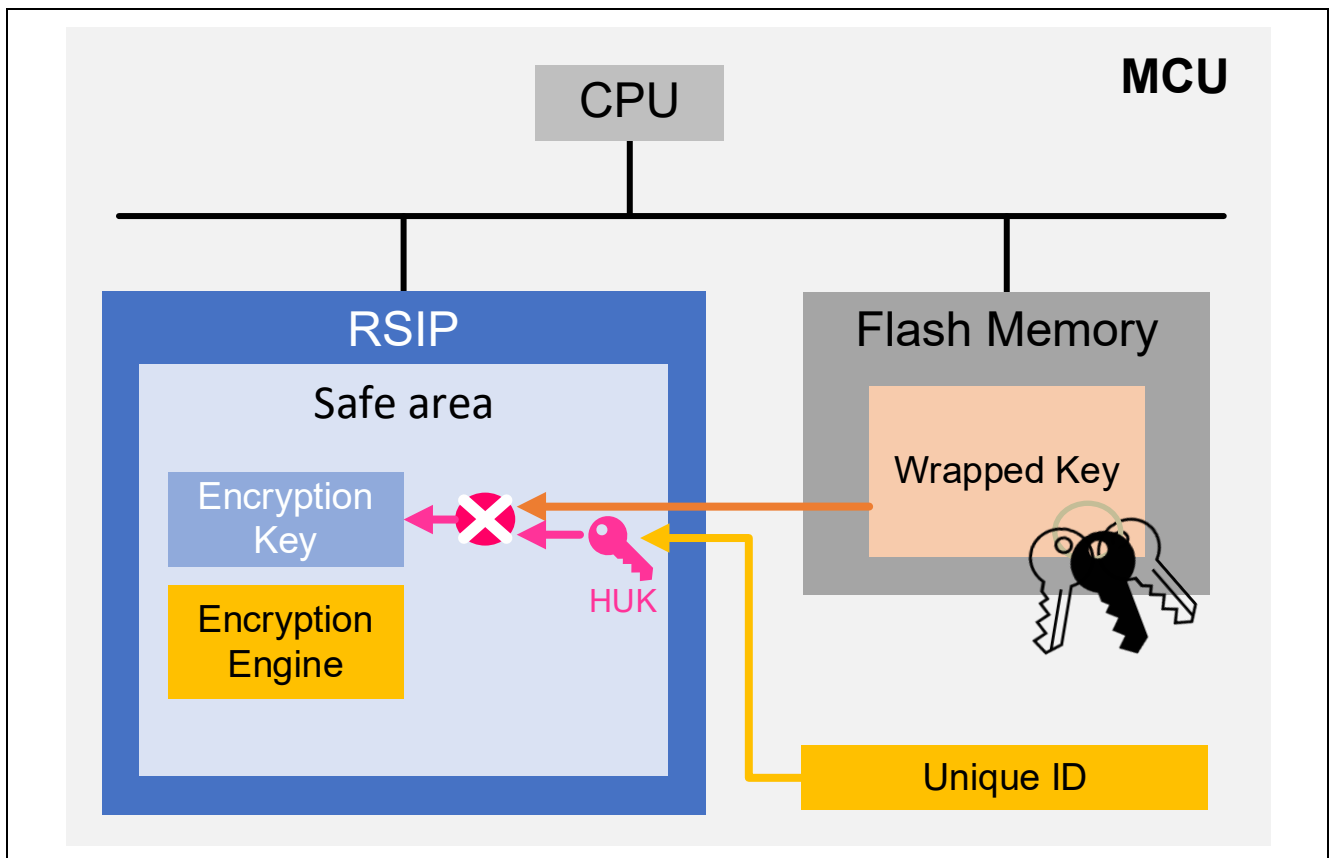 MCU
CPU
RSIP
Flash Memory
Safe area
Wrapped Key
Encryption
Key
HUK
Encryption
Engine
Unique ID